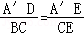 A′D/BC = A′E/CE